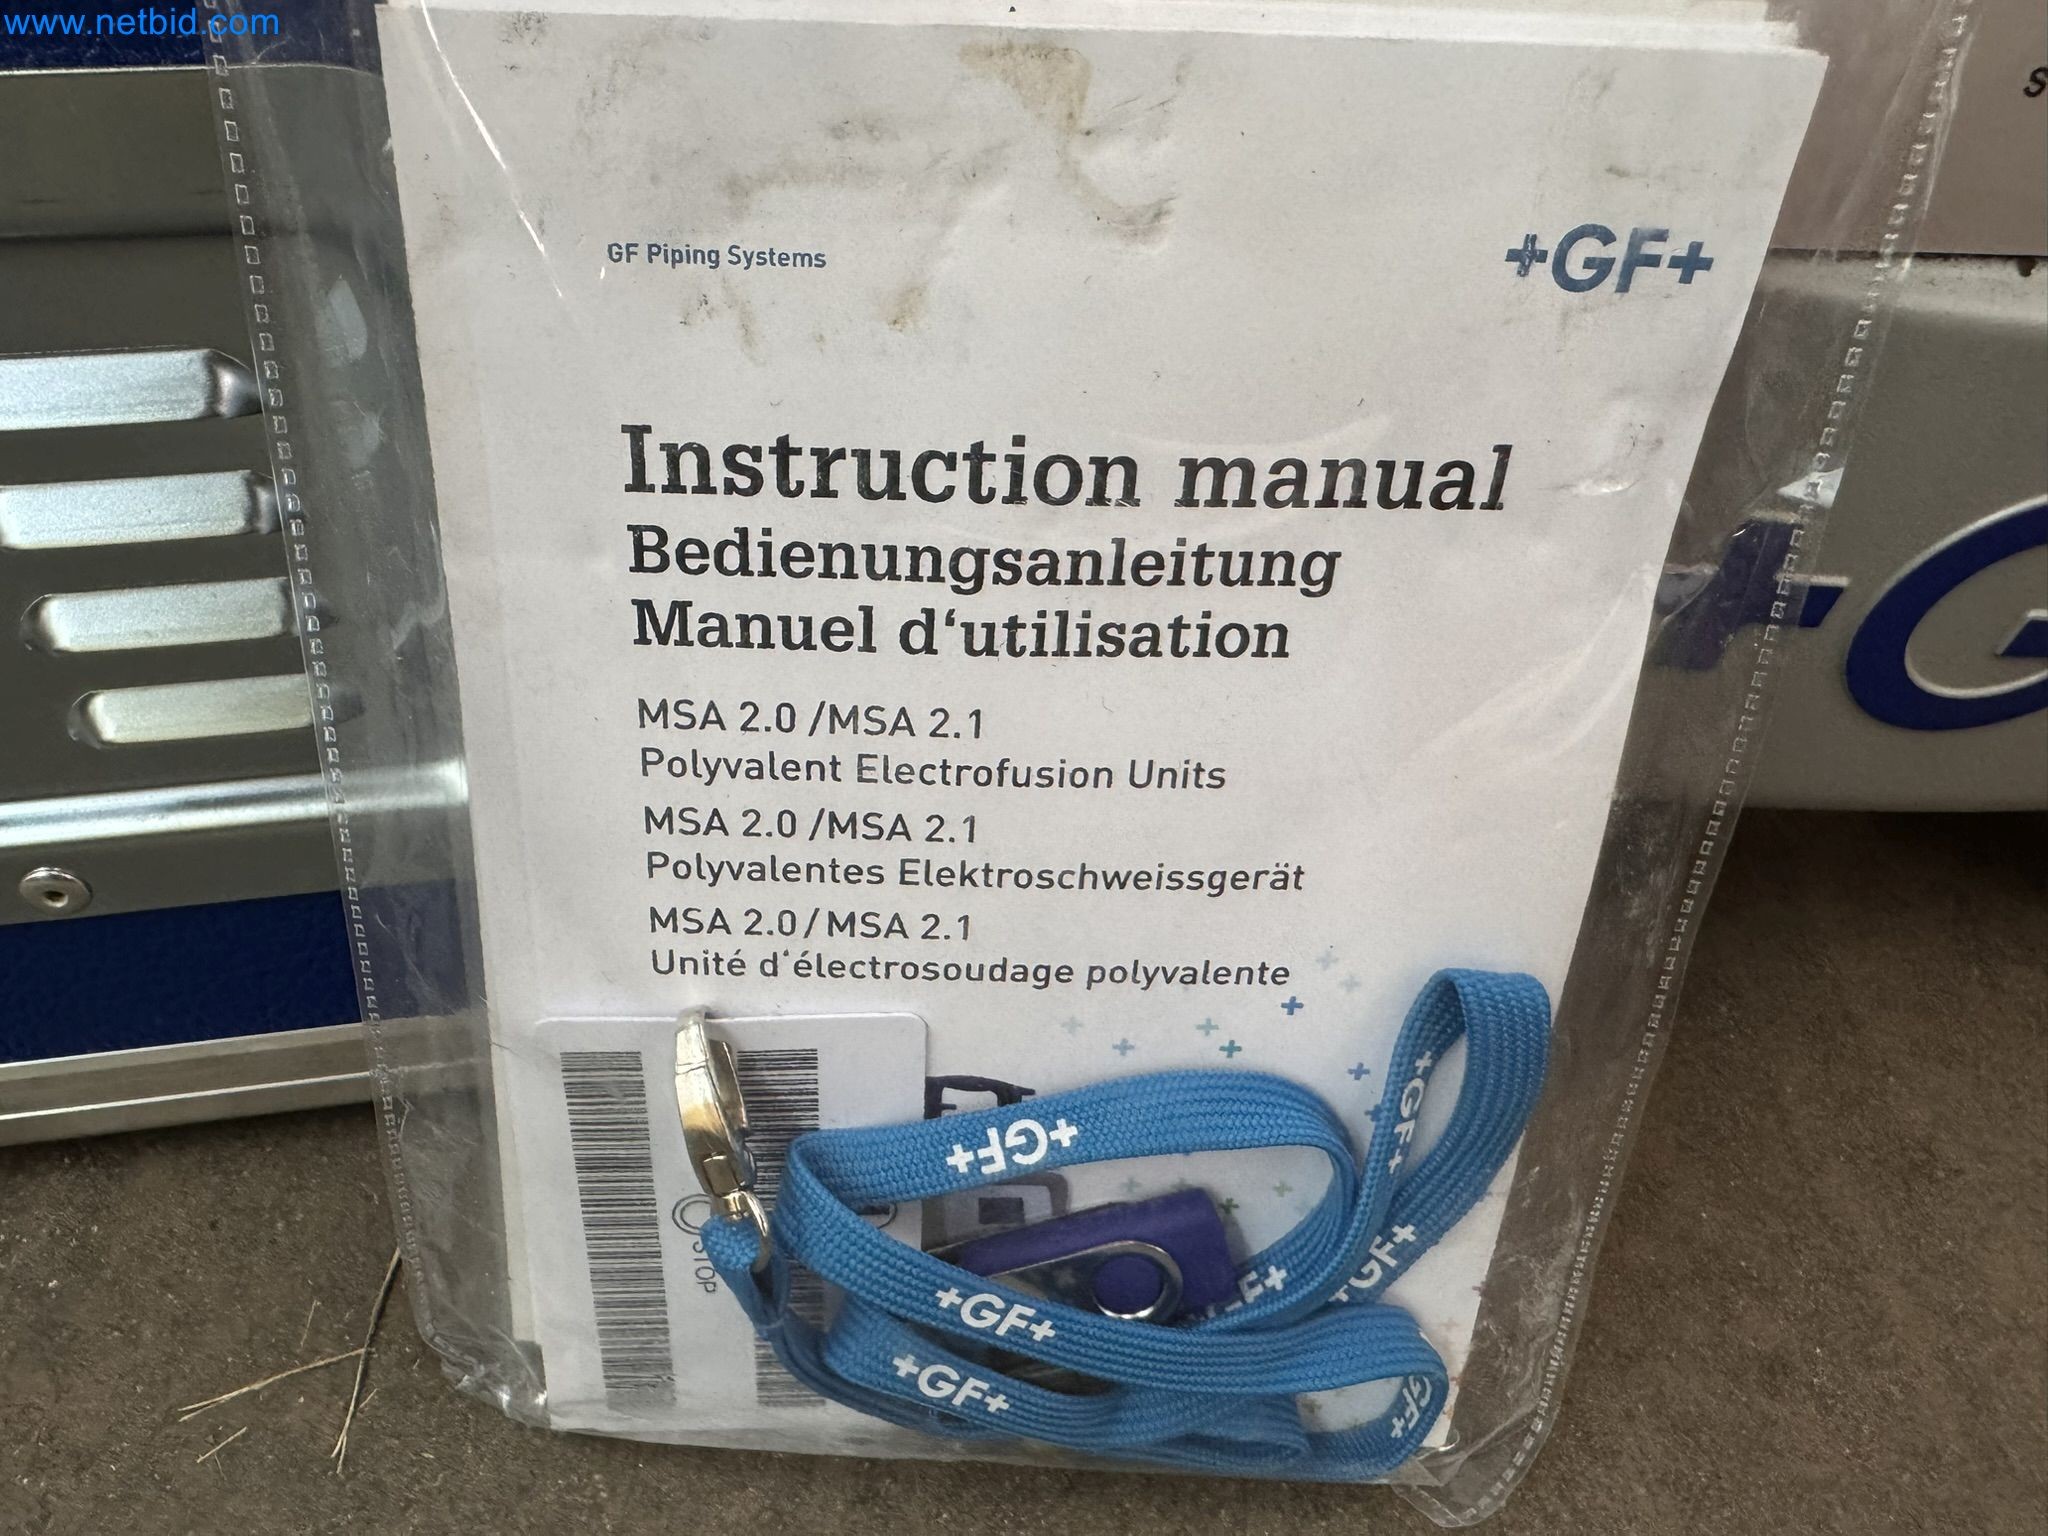 www.netbid.com
GF Piping Systems
+GF+
Instruction manual
Bedienungsanleitung
Manuel d‘utilisation
MSA 2.0 /MSA 2.1
Polyvalent Electrofusion Units
MSA 2.0 /MSA 2.1
Polyvalentes Elektroschweissgerät
MSA 2.0/MSA 2.1
Unité d‘électrosoudage polyvalente
+GF+
+GF+
+GF+
+GF+
+GF+
STOP
+G